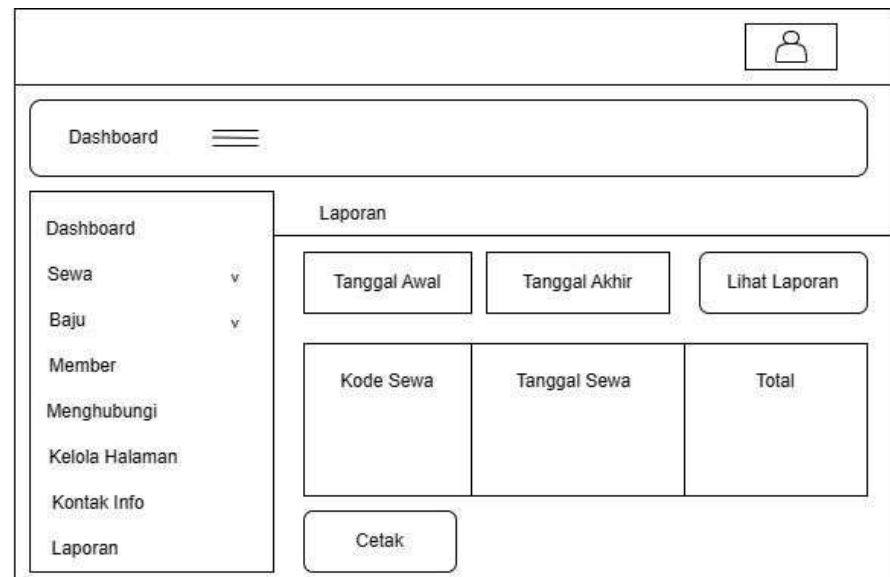 Dashboard
Dashboard
Sewa v
Baju v
Member
Menghubungi
Kelola Halaman
Kontak Info
Laporan
Laporan
Tanggal Awal Tanggal Akhir Lihat Laporan
Kode Sewa Tanggal Sewa Total
Cetak